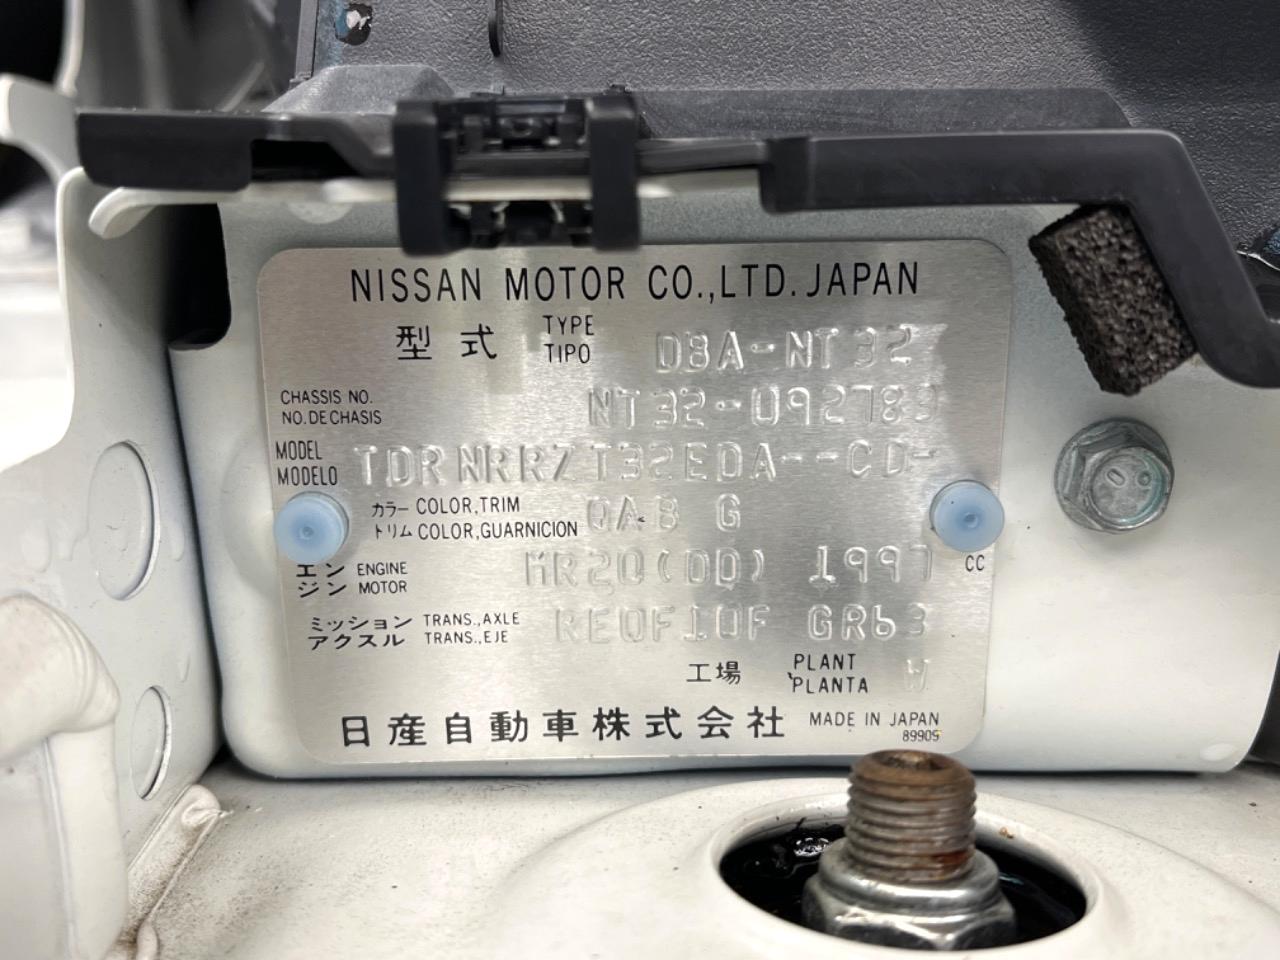 NISSAN MOTOR CO.,LTD. JAPAN
型式 TYPE TIPO DBA-NT32
CHASSIS NO. NO.DE CHASIS NT32-092783
MODEL MODELO TDRNRRZT32EDA--CD-
カラー COLOR,TRIM
トリム COLOR,GUARNICION QAB G
エンジン ENGINE MOTOR MR20(DD) 1997 CC
ミッション TRANS.,AXLE
アクスル TRANS.,EJE RE0F10F GR63
工場 PLANT PLANTA W
日産自動車株式会社 MADE IN JAPAN
89905